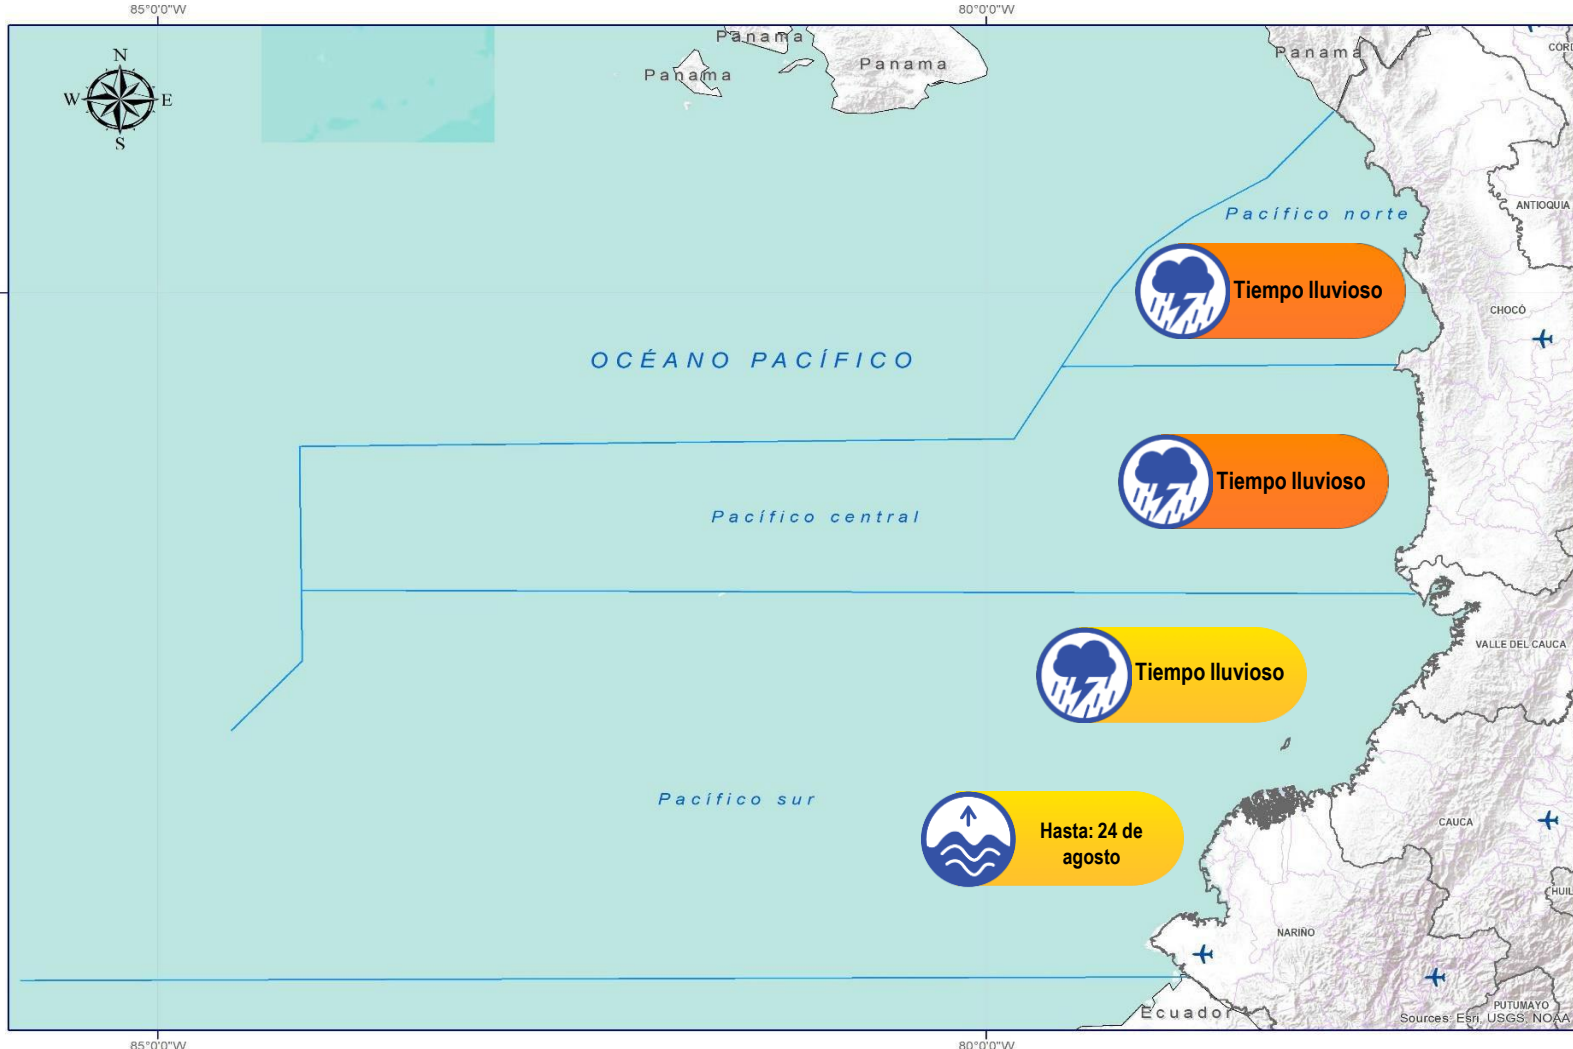 85°0'0"W
80°0'0"W
N
W
E
S
Panama
Panama
Panama
Panama
ANTIOQUIA
Pacífico norte
Tiempo lluvioso
CHOCÓ
OCÉANO PACÍFICO
Tiempo lluvioso
Pacífico central
VALLE DEL CAUCA
Tiempo lluvioso
Pacífico sur
Hasta: 24 de
agosto
CAUCA
NARIÑO
PUTUMAYO
Ecuador
Sources: Esri, USGS, NOAA
85°0'0"W
80°0'0"W